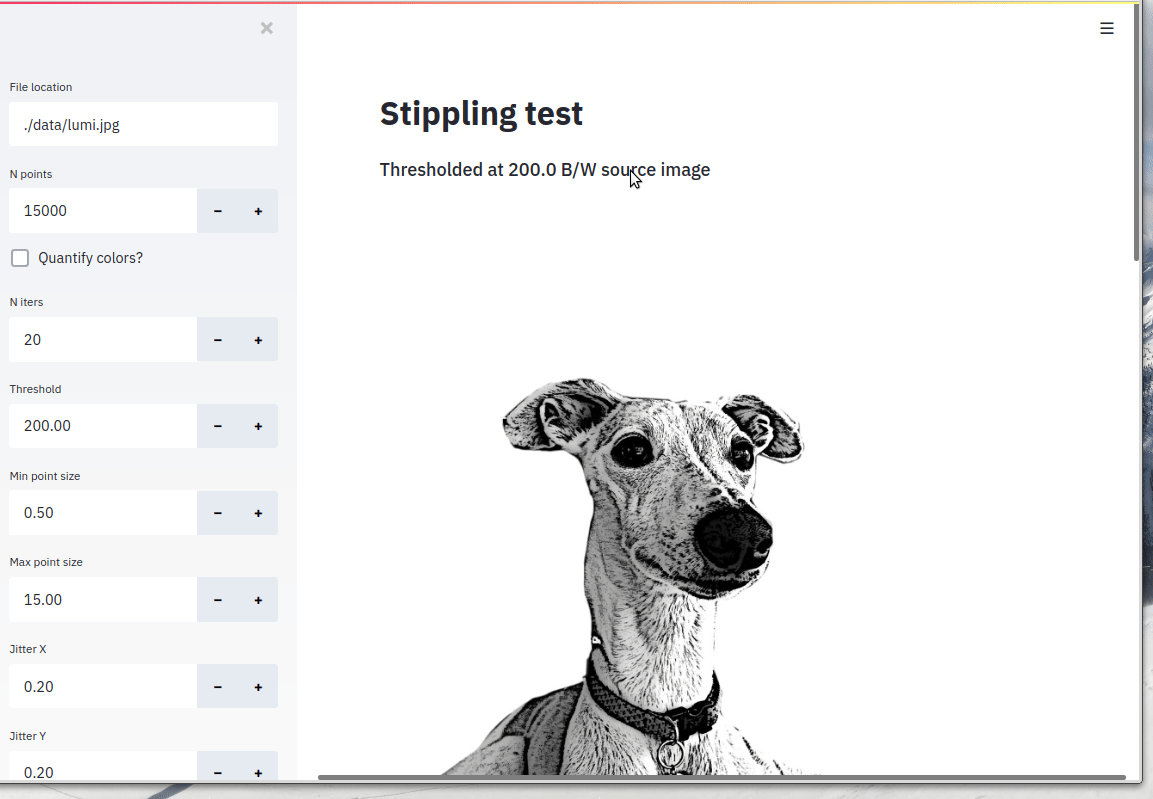 File location
./data/lumi.jpg
N points
15000
Quantify colors?
N iters
20
Threshold
200.00
Min point size
0.50
Max point size
15.00
Jitter X
0.20
Jitter Y
0.20
Stippling test
Thresholded at 200.0 B/W source image